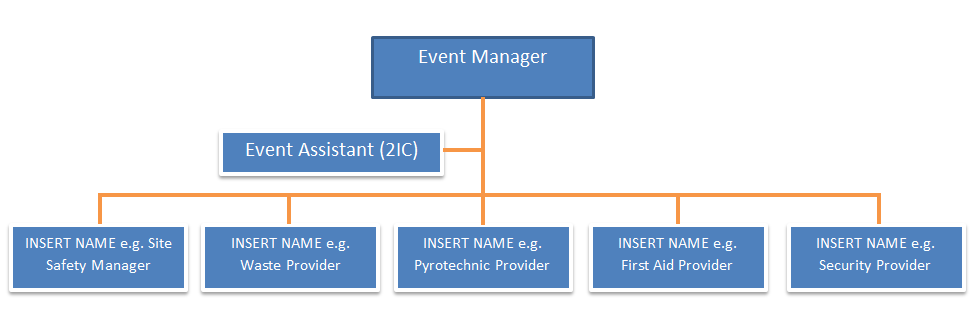 Event Manager
Event Assistant (2IC)
INSERT NAME e.g. Site
Safety Manager
INSERT NAME e.g.
Waste Provider
INSERT NAME e.g.
Pyrotechnic Provider
INSERT NAME e.g.
First Aid Provider
INSERT NAME e.g.
Security Provider